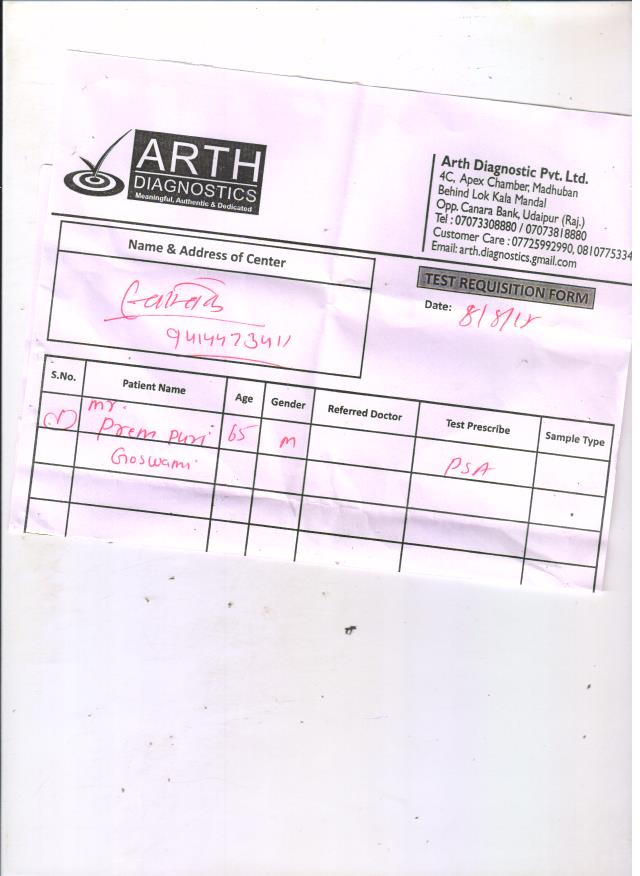 ARTH
DIAGNOSTICS
Meaningful, Authentic & Dedicated
Arth Diagnostic Pvt. Ltd.
4C, Apex Chamber, Madhuban
Behind Lok Kala Mandal
Opp. Canara Bank, Udaipur (Raj.)
Tel : 07073308880 / 07073818880
Customer Care : 07725992990, 0810775334
Email: arth.diagnostics.gmail.com
Name & Address of Center
9414473411
TEST REQUISITION FORM
Date: 8/8/18
S.No. Patient Name Age Gender Referred Doctor Test Prescribe Sample Type
(1) mr.
Prem Puri 65 M PSA
Goswami